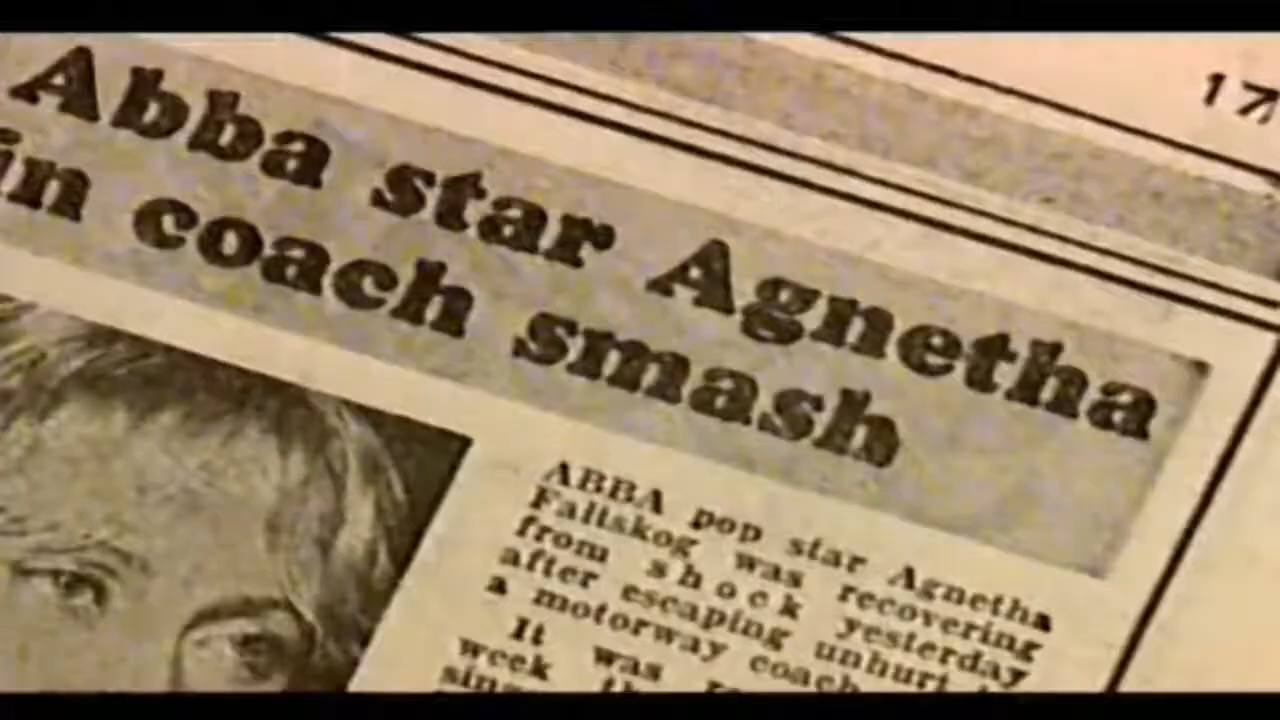 17
Abba star Agnetha
in coach smash
ABBA pop star Agnetha
Faltskog was recovering
from shock yesterday
after escaping unhurt
a motorway coach
It was
week